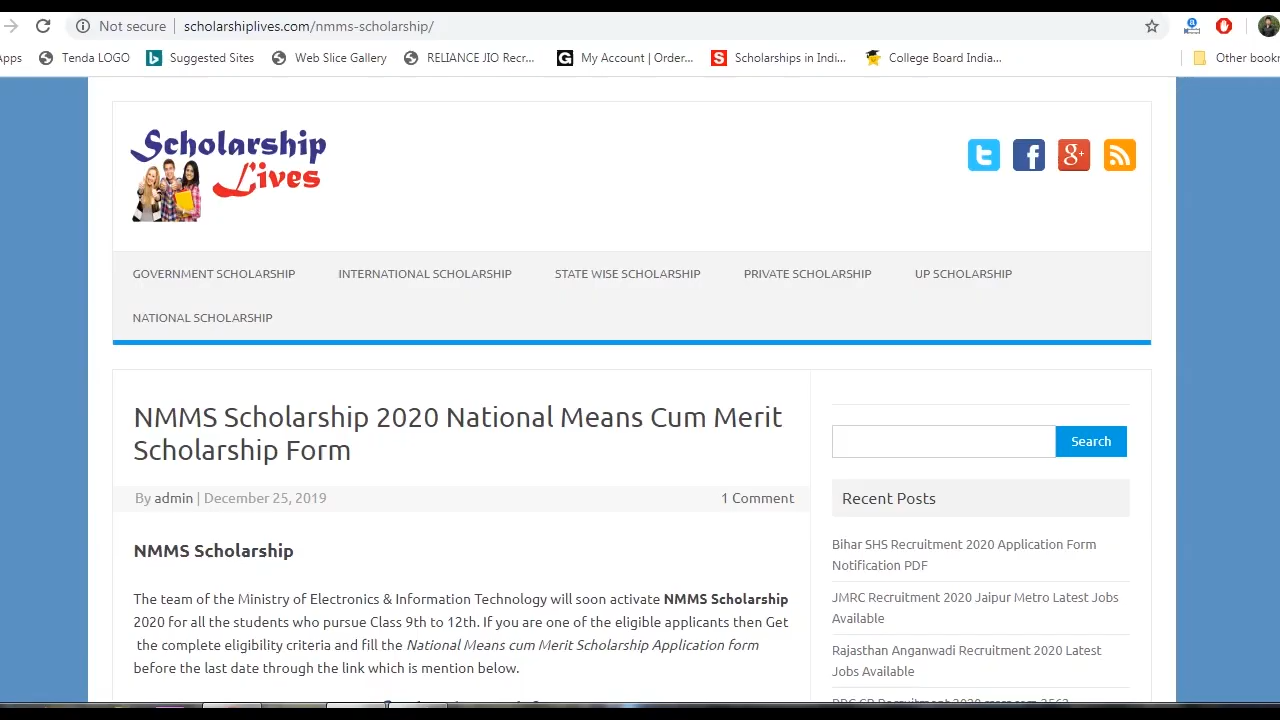 Not secure | scholarshiplives.com/nmms-scholarship/
App Tenda LOGO Suggested Sites Web Slice Gallery RELIANCE JIO Recr... My Account | Order... Scholarships in Indi... College Board India... Other book
Scholarship
Lives
GOVERNMENT SCHOLARSHIP INTERNATIONAL SCHOLARSHIP STATE WISE SCHOLARSHIP PRIVATE SCHOLARSHIP UP SCHOLARSHIP
NATIONAL SCHOLARSHIP
NMMS Scholarship 2020 National Means Cum Merit
Scholarship Form
By admin | December 25, 2019 1 Comment
NMMS Scholarship
The team of the Ministry of Electronics & Information Technology will soon activate NMMS Scholarship
2020 for all the students who pursue Class 9th to 12th. If you are one of the eligible applicants then Get
the complete eligibility criteria and fill the National Means cum Merit Scholarship Application form
before the last date through the link which is mention below.
Search
Recent Posts
Bihar SHS Recruitment 2020 Application Form
Notification PDF
JMRC Recruitment 2020 Jaipur Metro Latest Jobs
Available
Rajasthan Anganwadi Recruitment 2020 Latest
Jobs Available